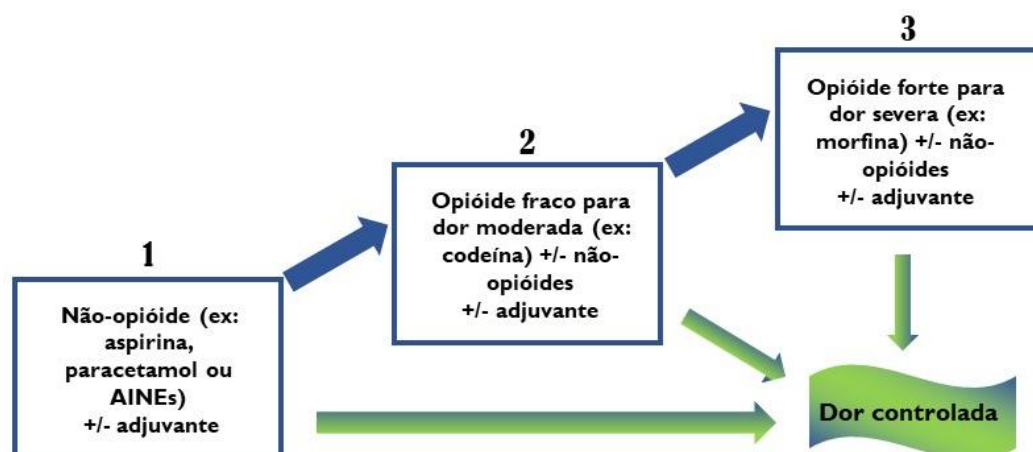 1
Não-opióide (ex:
aspirina,
paracetamol ou
AINEs)
+/- adjuvante
2
Opióide fraco para
dor moderada (ex:
codeína) +/- não-
opióides
+/- adjuvante
3
Opióide forte para
dor severa (ex:
morfina) +/- não-
opióides
+/- adjuvante
Dor controlada